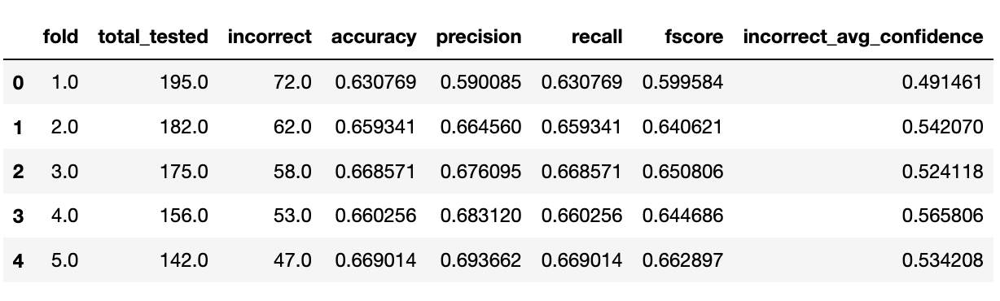 fold total_tested incorrect accuracy precision recall fscore incorrect_avg_confidence
0 1.0 195.0 72.0 0.630769 0.590085 0.630769 0.599584 0.491461
1 2.0 182.0 62.0 0.659341 0.664560 0.659341 0.640621 0.542070
2 3.0 175.0 58.0 0.668571 0.676095 0.668571 0.650806 0.524118
3 4.0 156.0 53.0 0.660256 0.683120 0.660256 0.644686 0.565806
4 5.0 142.0 47.0 0.669014 0.693662 0.669014 0.662897 0.534208